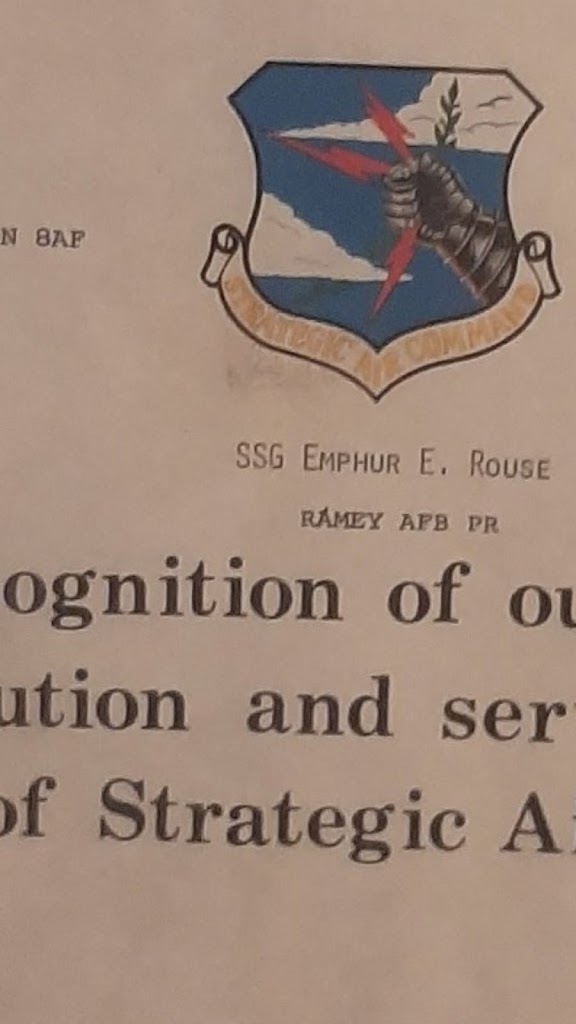 N 8AF
STRATEGIC AIR COMMAND
SSG EMPHUR E. ROUSE
RAMEY AFB PR
ognition of ou
ution and ser
of Strategic A